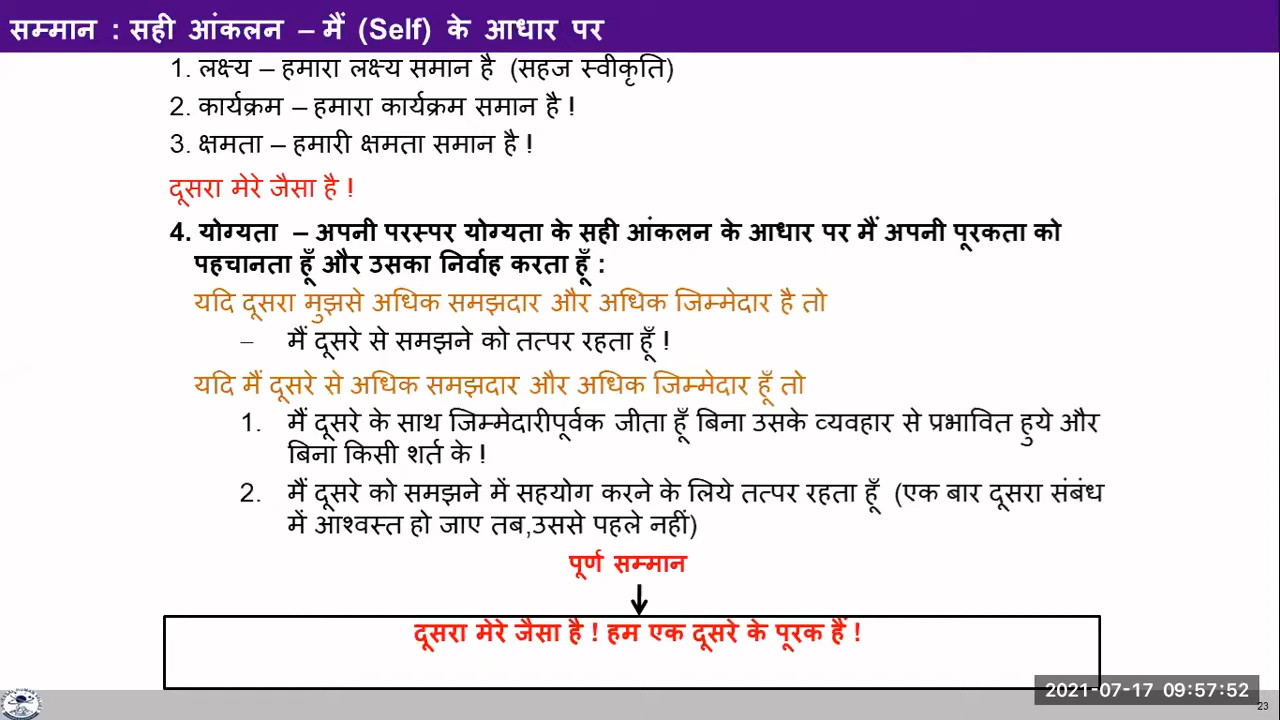 सम्मान : सही आंकलन – मैं (Self) के आधार पर
1. लक्ष्य – हमारा लक्ष्य समान है (सहज स्वीकृति)
2. कार्यक्रम – हमारा कार्यक्रम समान है !
3. क्षमता – हमारी क्षमता समान है !
दूसरा मेरे जैसा है !
4. योग्यता – अपनी परस्पर योग्यता के सही आंकलन के आधार पर मैं अपनी पूरकता को
पहचानता हूँ और उसका निर्वाह करता हूँ :
यदि दूसरा मुझसे अधिक समझदार और अधिक जिम्मेदार है तो
– मैं दूसरे से समझने को तत्पर रहता हूँ !
यदि मैं दूसरे से अधिक समझदार और अधिक जिम्मेदार हूँ तो
1. मैं दूसरे के साथ जिम्मेदारीपूर्वक जीता हूँ बिना उसके व्यवहार से प्रभावित हुये और
बिना किसी शर्त के !
2. मैं दूसरे को समझने में सहयोग करने के लिये तत्पर रहता हूँ (एक बार दूसरा संबंध
में आश्वस्त हो जाए तब,उससे पहले नहीं)
पूर्ण सम्मान
दूसरा मेरे जैसा है ! हम एक दूसरे के पूरक हैं !
2021-07-17 09:57:52
23